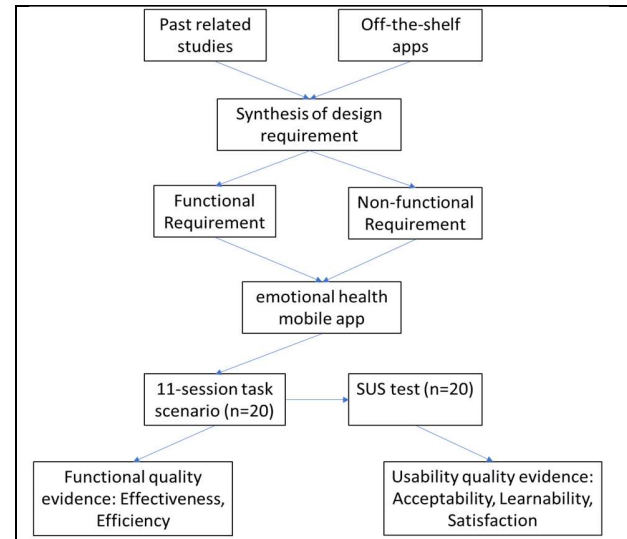 Past related
studies
Off-the-shelf
apps
Synthesis of design
requirement
Functional
Requirement
Non-functional
Requirement
emotional health
mobile app
11-session task
scenario (n=20)
SUS test (n=20)
Functional quality
evidence: Effectiveness,
Efficiency
Usability quality evidence:
Acceptability, Learnability,
Satisfaction